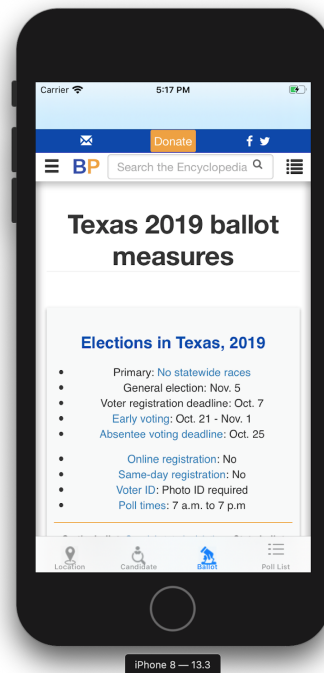 Carrier
5:17 PM
Donate
BP
Search the Encyclopedia
Texas 2019 ballot
measures
Elections in Texas, 2019
Primary: No statewide races
General election: Nov. 5
Voter registration deadline: Oct. 7
Early voting: Oct. 21 - Nov. 1
Absentee voting deadline: Oct. 25
Online registration: No
Same-day registration: No
Voter ID: Photo ID required
Poll times: 7 a.m. to 7 p.m
Location
Candidate
Ballot
Poll List
iPhone 8 — 13.3